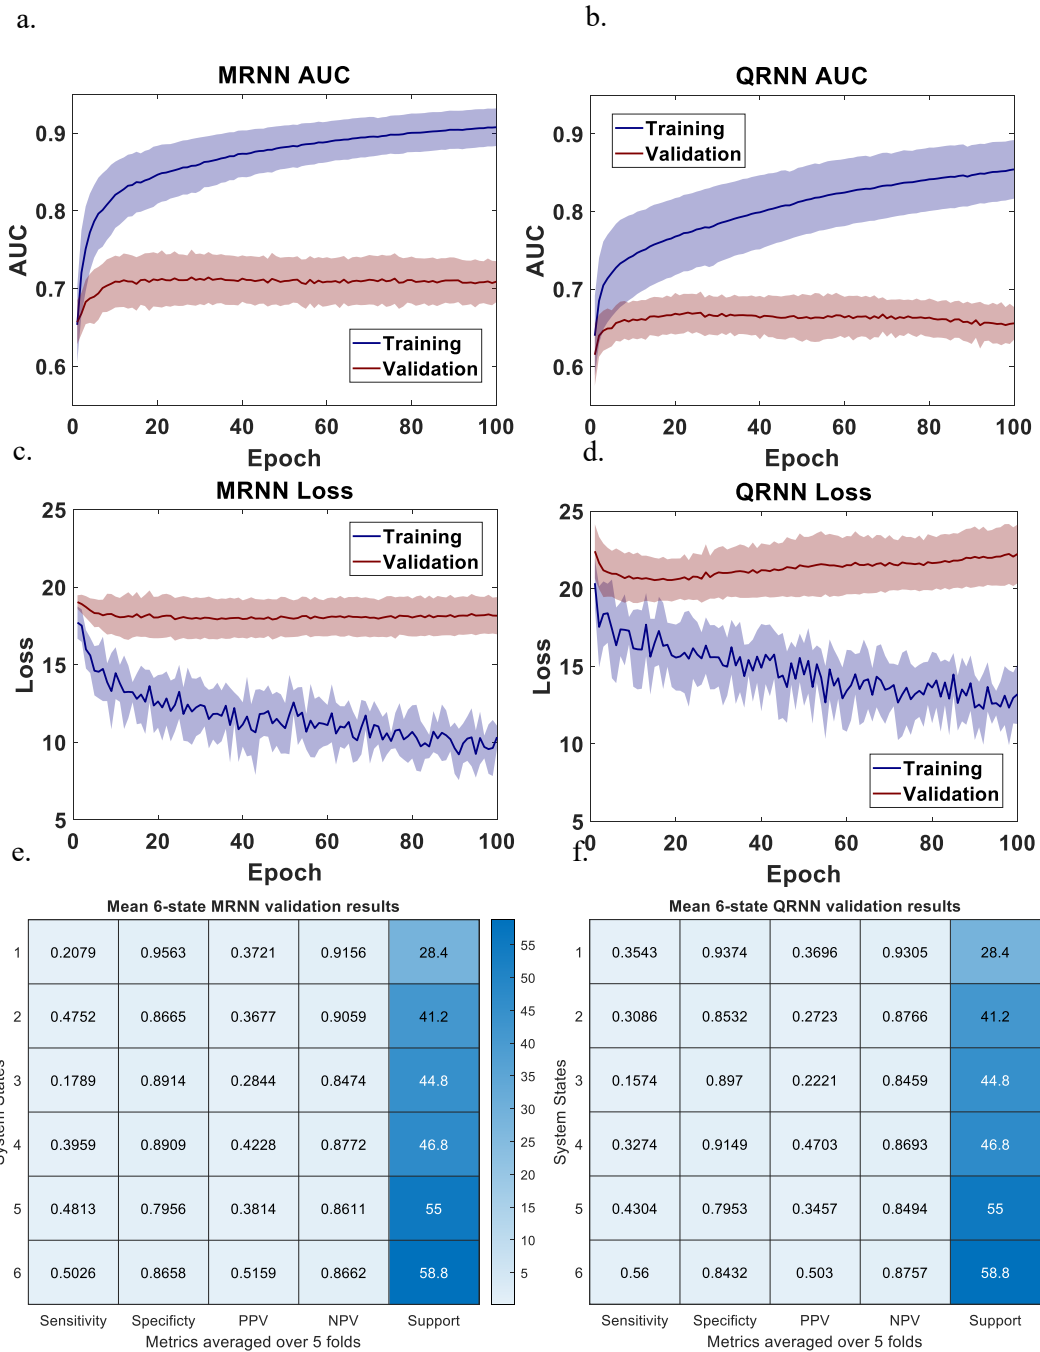 a.
b.
MRNN AUC
QRNN AUC
0.9
0.8
0.7
0.6
AUC
Training
Validation
0 20 40 60 80 100
Epoch
0.9
0.8
0.7
0.6
AUC
Training
Validation
0 20 40 60 80 100
Epoch
c.
d.
MRNN Loss
QRNN Loss
25
20
15
10
5
Loss
Training
Validation
0 20 40 60 80 100
Epoch
25
20
15
10
5
Loss
Training
Validation
0 20 40 60 80 100
Epoch
e.
f.
Mean 6-state MRNN validation results
System States
1 0.2079 0.9563 0.3721 0.9156 28.4
2 0.4752 0.8665 0.3677 0.9059 41.2
3 0.1789 0.8914 0.2844 0.8474 44.8
4 0.3959 0.8909 0.4228 0.8772 46.8
5 0.4813 0.7956 0.3814 0.8611 55
6 0.5026 0.8658 0.5159 0.8662 58.8
Sensitivity Specificty PPV NPV Support
Metrics averaged over 5 folds
55
50
45
40
35
30
25
20
15
10
5
Mean 6-state QRNN validation results
System States
1 0.3543 0.9374 0.3696 0.9305 28.4
2 0.3086 0.8532 0.2723 0.8766 41.2
3 0.1574 0.897 0.2221 0.8459 44.8
4 0.3274 0.9149 0.4703 0.8693 46.8
5 0.4304 0.7953 0.3457 0.8494 55
6 0.56 0.8432 0.503 0.8757 58.8
Sensitivity Specificty PPV NPV Support
Metrics averaged over 5 folds